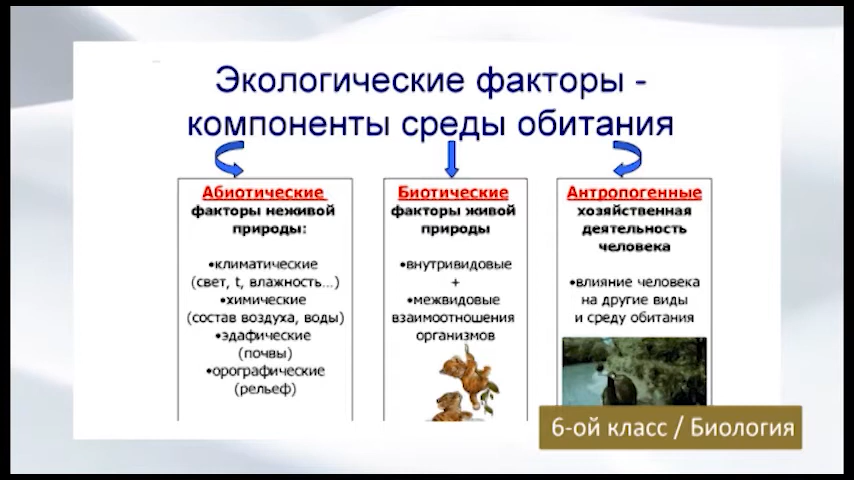 Экологические факторы -
компоненты среды обитания
Абиотические
факторы неживой
природы:
•климатические
(свет, t, влажность...)
•химические
(состав воздуха, воды)
•эдафические
(почвы)
•орографические
(рельеф)
Биотические
факторы живой
природы
•внутривидовые
+
•межвидовые
взаимоотношения
организмов
Антропогенные
хозяйственная
деятельность
человека
•влияние человека
на другие виды
и среду обитания
6-ой класс / Биология